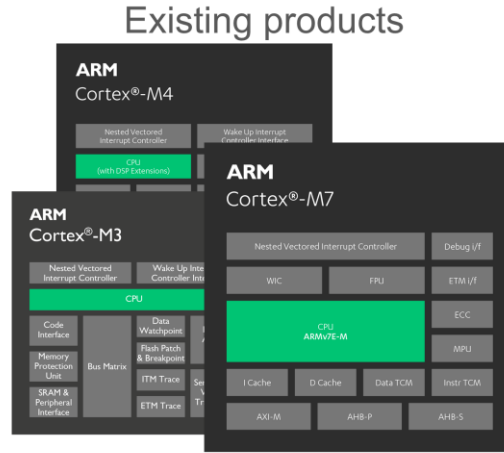 Existing products
ARM
Cortex®-M4
Nested Vectored
Interrupt Controller
Wake Up Interrupt
Controller Interface
CPU
(with DSP Extensions)
ARM
Cortex®-M3
Nested Vectored
Interrupt Controller
Wake Up
Controller
CPU
Code
Interface
Memory
Protection
Unit
SRAM &
Peripheral
Interface
Bus Matrix
Data
Watchpoint
Flash Patch
& Breakpoint
ITM Trace
ETM Trace
ARM
Cortex®-M7
Nested Vectored Interrupt Controller
Debug i/f
WIC
FPU
ETM i/f
CPU
ARMv7E-M
ECC
MPU
I Cache
D Cache
Data TCM
Instr TCM
AXI-M
AHB-P
AHB-S